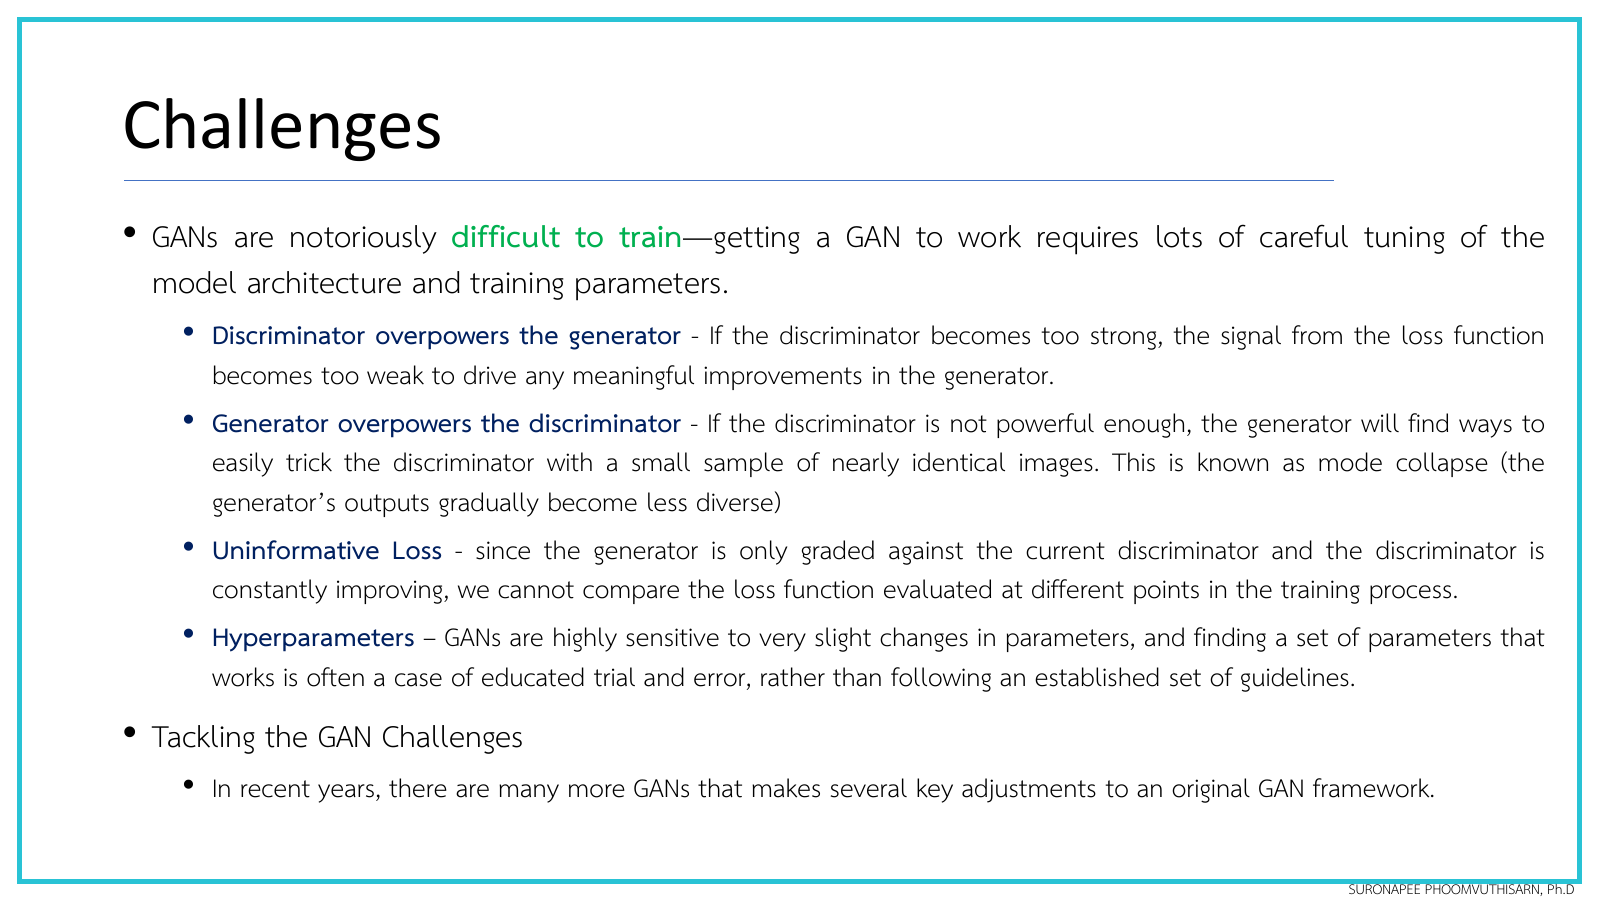 Challenges
• GANs are notoriously difficult to train—getting a GAN to work requires lots of careful tuning of the
model architecture and training parameters.
• Discriminator overpowers the generator - If the discriminator becomes too strong, the signal from the loss function
becomes too weak to drive any meaningful improvements in the generator.
• Generator overpowers the discriminator - If the discriminator is not powerful enough, the generator will find ways to
easily trick the discriminator with a small sample of nearly identical images. This is known as mode collapse (the
generator’s outputs gradually become less diverse)
• Uninformative Loss - since the generator is only graded against the current discriminator and the discriminator is
constantly improving, we cannot compare the loss function evaluated at different points in the training process.
• Hyperparameters – GANs are highly sensitive to very slight changes in parameters, and finding a set of parameters that
works is often a case of educated trial and error, rather than following an established set of guidelines.
• Tackling the GAN Challenges
• In recent years, there are many more GANs that makes several key adjustments to an original GAN framework.
SURONAPEE PHOOMVUTHISARN, Ph.D